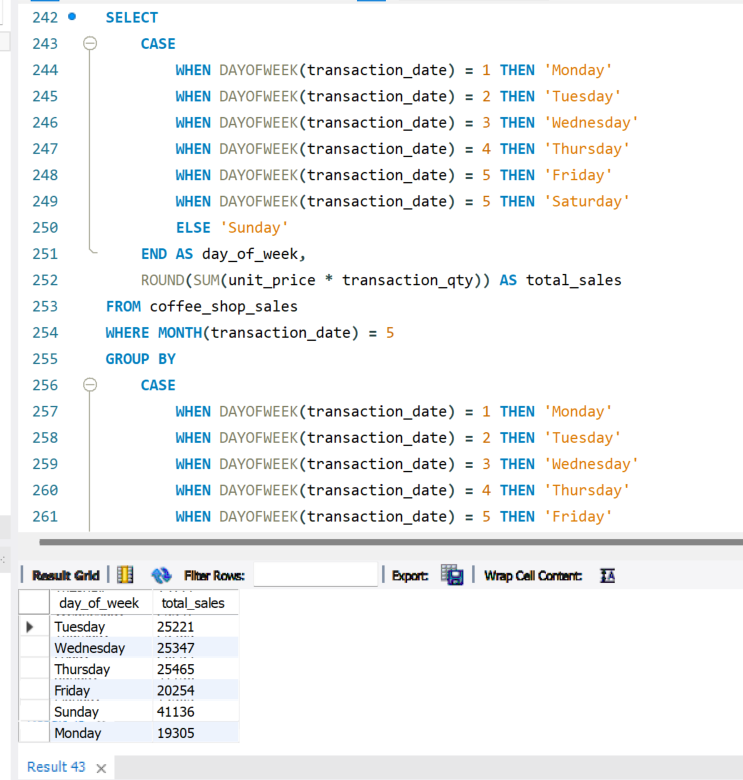 242 SELECT
243 CASE
244 WHEN DAYOFWEEK(transaction_date) = 1 THEN 'Monday'
245 WHEN DAYOFWEEK(transaction_date) = 2 THEN 'Tuesday'
246 WHEN DAYOFWEEK(transaction_date) = 3 THEN 'Wednesday'
247 WHEN DAYOFWEEK(transaction_date) = 4 THEN 'Thursday'
248 WHEN DAYOFWEEK(transaction_date) = 5 THEN 'Friday'
249 WHEN DAYOFWEEK(transaction_date) = 5 THEN 'Saturday'
250 ELSE 'Sunday'
251 END AS day_of_week,
252 ROUND(SUM(unit_price * transaction_qty)) AS total_sales
253 FROM coffee_shop_sales
254 WHERE MONTH(transaction_date) = 5
255 GROUP BY
256 CASE
257 WHEN DAYOFWEEK(transaction_date) = 1 THEN 'Monday'
258 WHEN DAYOFWEEK(transaction_date) = 2 THEN 'Tuesday'
259 WHEN DAYOFWEEK(transaction_date) = 3 THEN 'Wednesday'
260 WHEN DAYOFWEEK(transaction_date) = 4 THEN 'Thursday'
261 WHEN DAYOFWEEK(transaction_date) = 5 THEN 'Friday'
Result Grid Filter Rows: Export: Wrap Cell Content:
day_of_week total_sales
Tuesday 25221
Wednesday 25347
Thursday 25465
Friday 20254
Sunday 41136
Monday 19305
Result 43